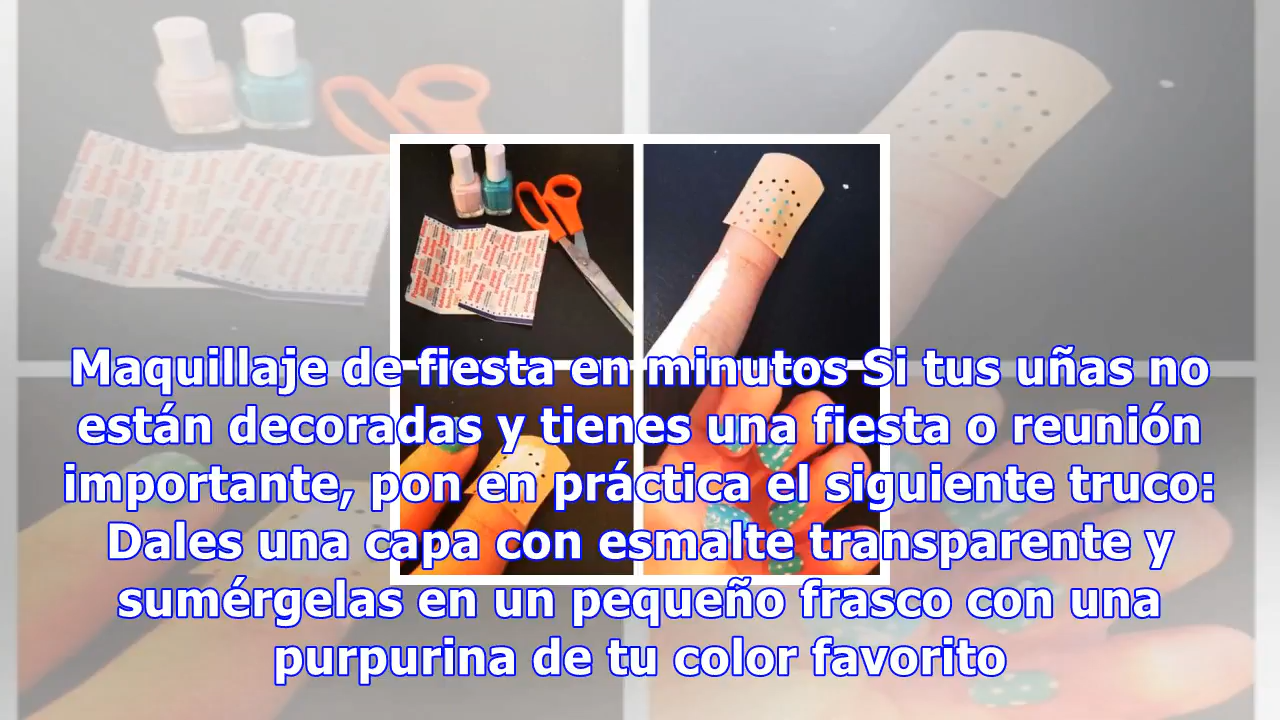 Maquillaje de fiesta en minutos Si tus uñas no
están decoradas y tienes una fiesta o reunión
importante, pon en práctica el siguiente truco:
Dales una capa con esmalte transparente y
sumérgelas en un pequeño frasco con una
purpurina de tu color favorito